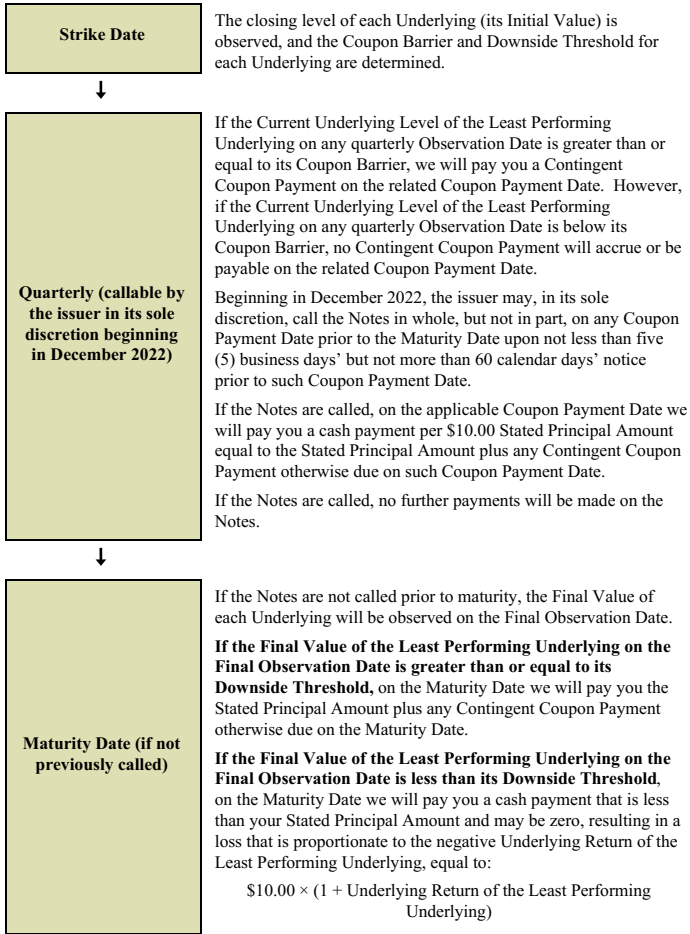 Strike Date
The closing level of each Underlying (its Initial Value) is
observed, and the Coupon Barrier and Downside Threshold for
each Underlying are determined.
Quarterly (callable by
the issuer in its sole
discretion beginning
in December 2022)
If the Current Underlying Level of the Least Performing
Underlying on any quarterly Observation Date is greater than or
equal to its Coupon Barrier, we will pay you a Contingent
Coupon Payment on the related Coupon Payment Date. However,
if the Current Underlying Level of the Least Performing
Underlying on any quarterly Observation Date is below its
Coupon Barrier, no Contingent Coupon Payment will accrue or be
payable on the related Coupon Payment Date.
Beginning in December 2022, the issuer may, in its sole
discretion, call the Notes in whole, but not in part, on any Coupon
Payment Date prior to the Maturity Date upon not less than five
(5) business days’ but not more than 60 calendar days’ notice
prior to such Coupon Payment Date.
If the Notes are called, on the applicable Coupon Payment Date we
will pay you a cash payment per $10.00 Stated Principal Amount
equal to the Stated Principal Amount plus any Contingent Coupon
Payment otherwise due on such Coupon Payment Date.
If the Notes are called, no further payments will be made on the
Notes.
Maturity Date (if not
previously called)
If the Notes are not called prior to maturity, the Final Value of
each Underlying will be observed on the Final Observation Date.
If the Final Value of the Least Performing Underlying on the
Final Observation Date is greater than or equal to its
Downside Threshold, on the Maturity Date we will pay you the
Stated Principal Amount plus any Contingent Coupon Payment
otherwise due on the Maturity Date.
If the Final Value of the Least Performing Underlying on the
Final Observation Date is less than its Downside Threshold,
on the Maturity Date we will pay you a cash payment that is less
than your Stated Principal Amount and may be zero, resulting in a
loss that is proportionate to the negative Underlying Return of the
Least Performing Underlying, equal to:
$10.00 × (1 + Underlying Return of the Least Performing
Underlying)